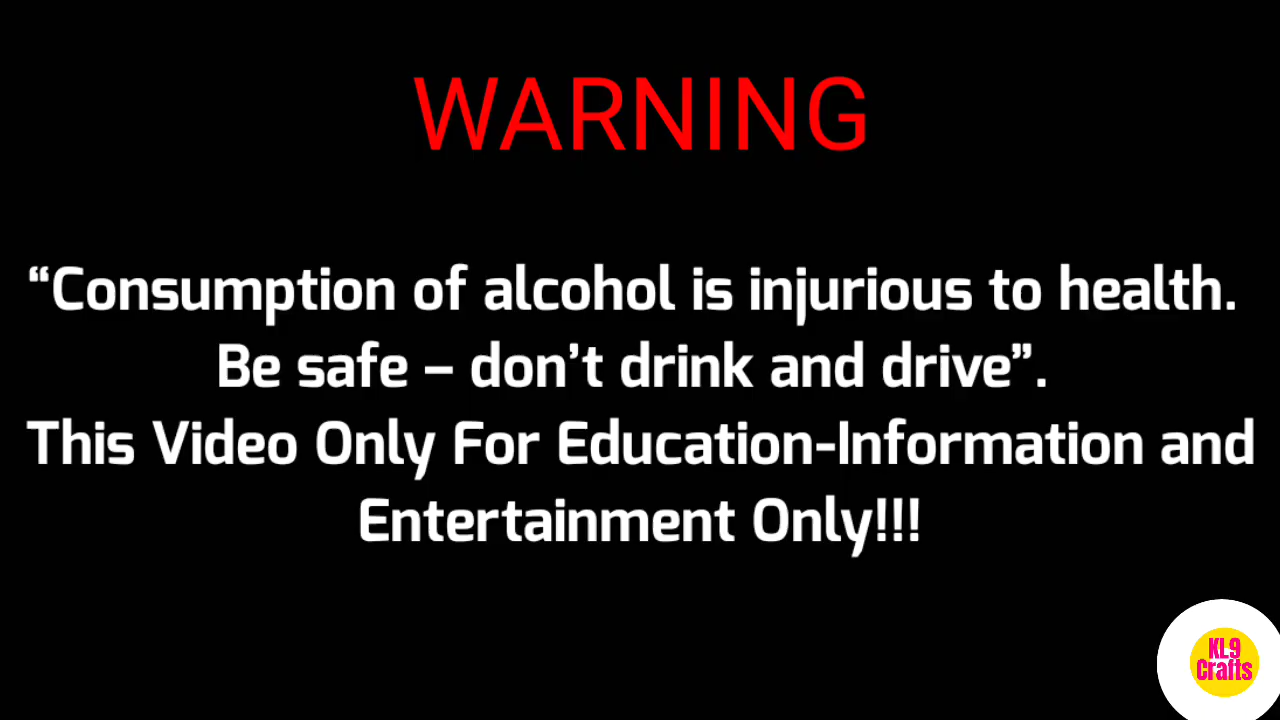 WARNING
“Consumption of alcohol is injurious to health.
Be safe – don’t drink and drive”.
This Video Only For Education-Information and
Entertainment Only!!!
KL9
Crafts